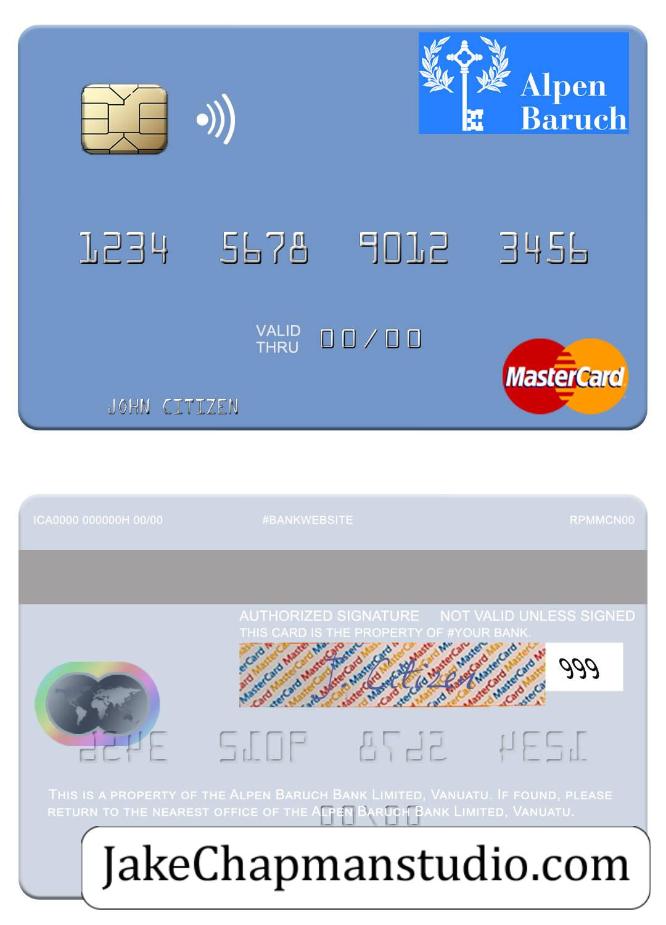 Alpen
Baruch
1234 5678 9012 3456
VALID
THRU 00/00
MasterCard
JOHN CITIZEN
ICA0000 000000H 00/00 #BANKWEBSITE RPMMCN00
AUTHORIZED SIGNATURE NOT VALID UNLESS SIGNED
THIS CARD IS THE PROPERTY OF #YOUR BANK.
J Citizen
999
THIS IS A PROPERTY OF THE ALPEN BARUCH BANK LIMITED, VANUATU. IF FOUND, PLEASE
RETURN TO THE NEAREST OFFICE OF THE ALPEN BARUCH BANK LIMITED, VANUATU.
JakeChapmanstudio.com